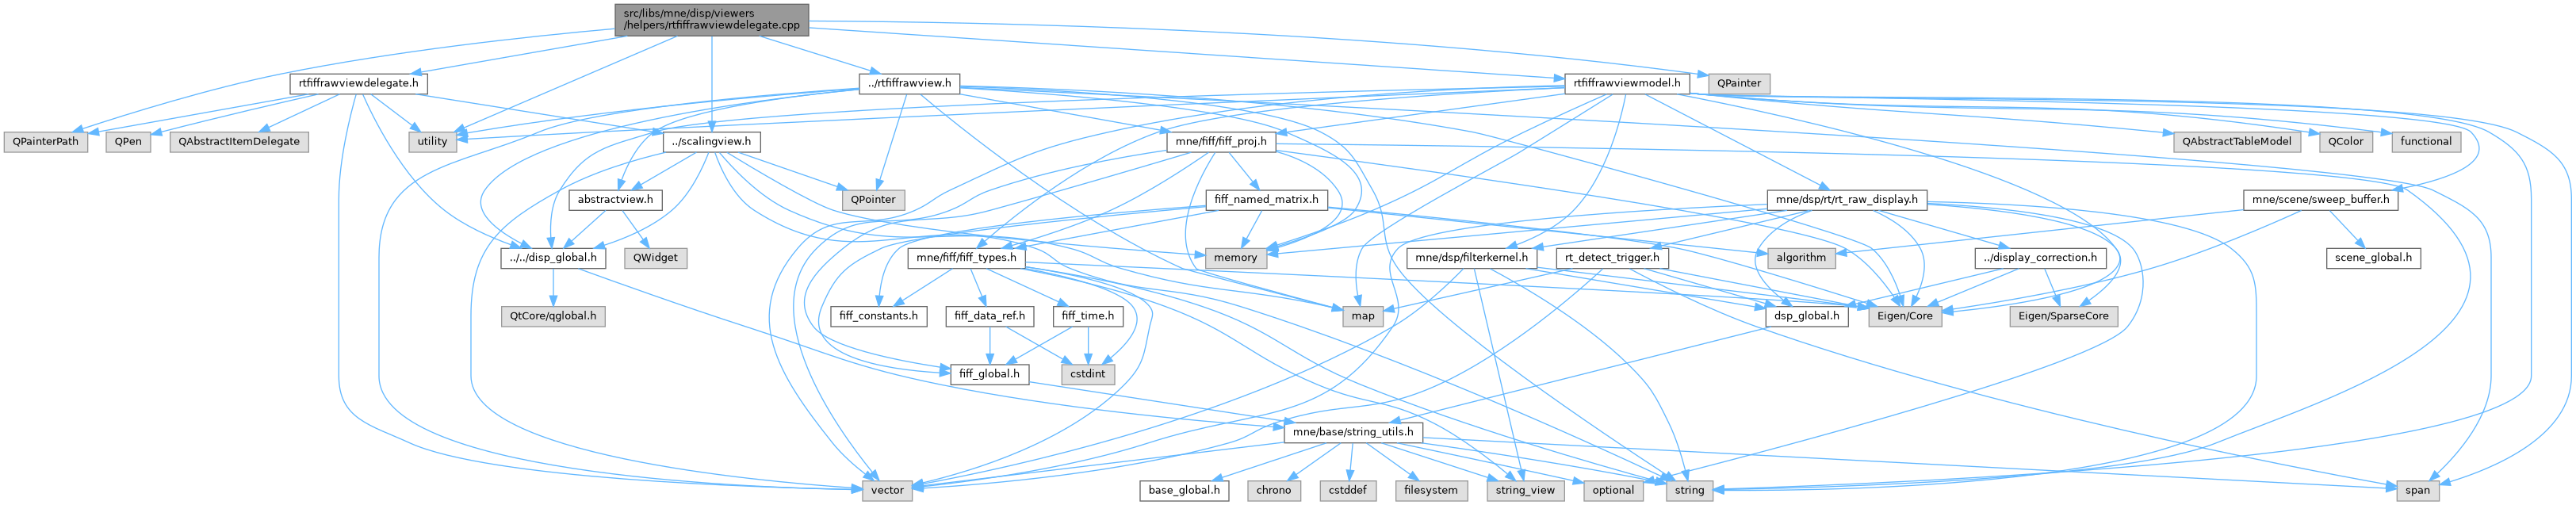 src/libs/mne/disp/viewers
/helpers/rtfiffrawviewdelegate.cpp
rtfiffrawviewdelegate.h
../rtfiffrawview.h
rtfiffrawviewmodel.h
QPainter
QPainterPath
QPen
QAbstractItemDelegate
utility
../scalingview.h
mne/fiff/fiff_proj.h
QAbstractTableModel
QColor
functional
abstractview.h
QPointer
fiff_named_matrix.h
mne/dsp/rt/rt_raw_display.h
mne/scene/sweep_buffer.h
../../disp_global.h
QWidget
mne/fiff/fiff_types.h
memory
mne/dsp/filterkernel.h
rt_detect_trigger.h
algorithm
../display_correction.h
scene_global.h
QtCore/qglobal.h
fiff_constants.h
fiff_data_ref.h
fiff_time.h
map
dsp_global.h
Eigen/Core
Eigen/SparseCore
fiff_global.h
cstdint
mne/base/string_utils.h
vector
base_global.h
chrono
cstddef
filesystem
string_view
optional
string
span